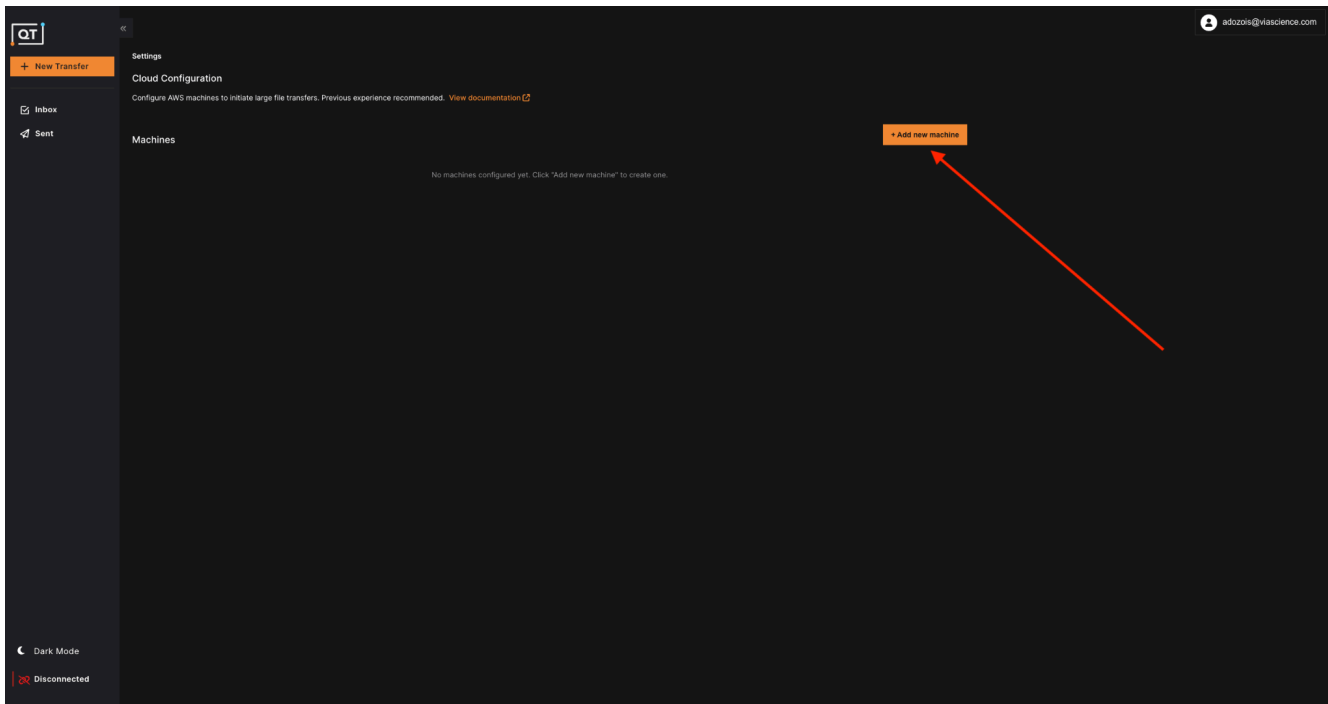 QT
«
adozois@viascience.com
+ New Transfer
Inbox
Sent
Settings
Cloud Configuration
Configure AWS machines to initiate large file transfers. Previous experience recommended. View documentation
Machines
+ Add new machine
No machines configured yet. Click "Add new machine" to create one.
Dark Mode
Disconnected